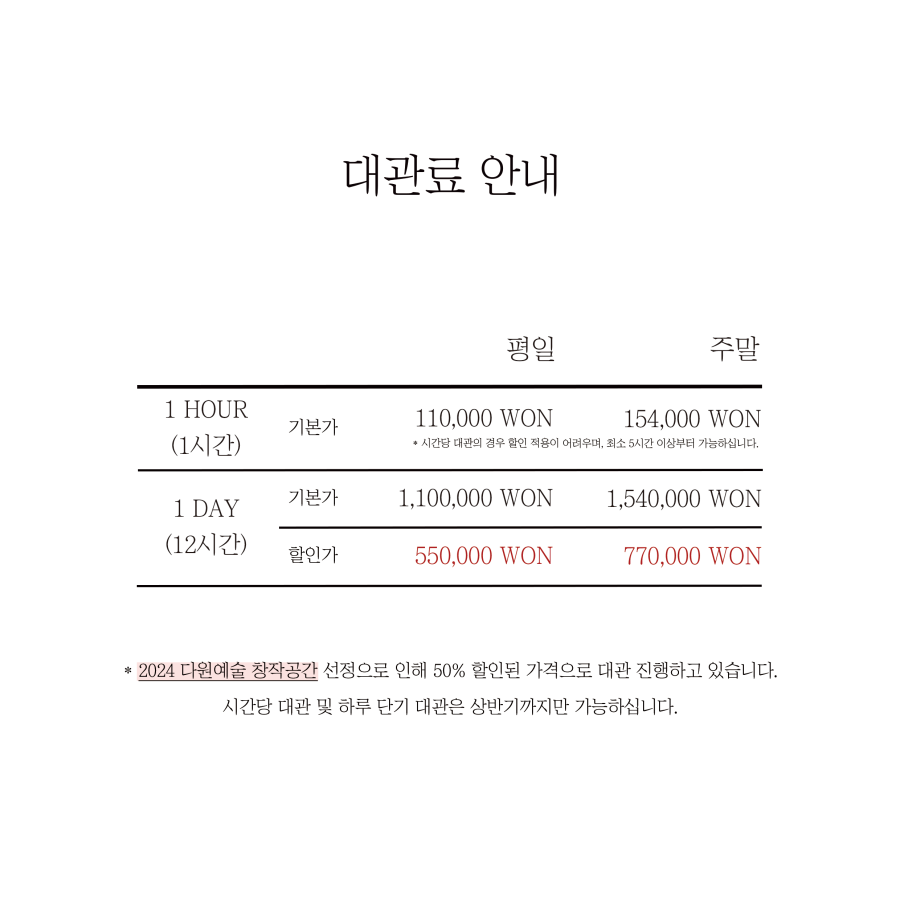 대관료 안내
평일 주말
1 HOUR
(1시간)
기본가 110,000 WON 154,000 WON
* 시간당 대관의 경우 할인 적용이 어려우며, 최소 5시간 이상부터 가능하십니다.
1 DAY
(12시간)
기본가 1,100,000 WON 1,540,000 WON
할인가 550,000 WON 770,000 WON
* 2024 다원예술 창작공간 선정으로 인해 50% 할인된 가격으로 대관 진행하고 있습니다.
시간당 대관 및 하루 단기 대관은 상반기까지만 가능하십니다.